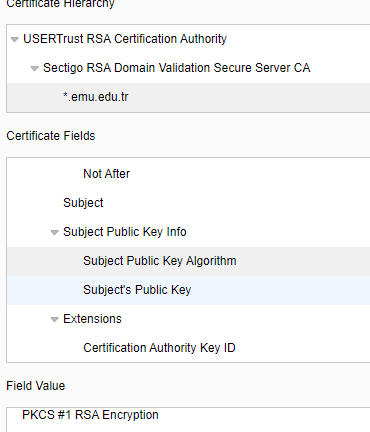 Certificate Hierarchy
USERTrust RSA Certification Authority
Sectigo RSA Domain Validation Secure Server CA
*.emu.edu.tr
Certificate Fields
Not After
Subject
Subject Public Key Info
Subject Public Key Algorithm
Subject's Public Key
Extensions
Certification Authority Key ID
Field Value
PKCS #1 RSA Encryption